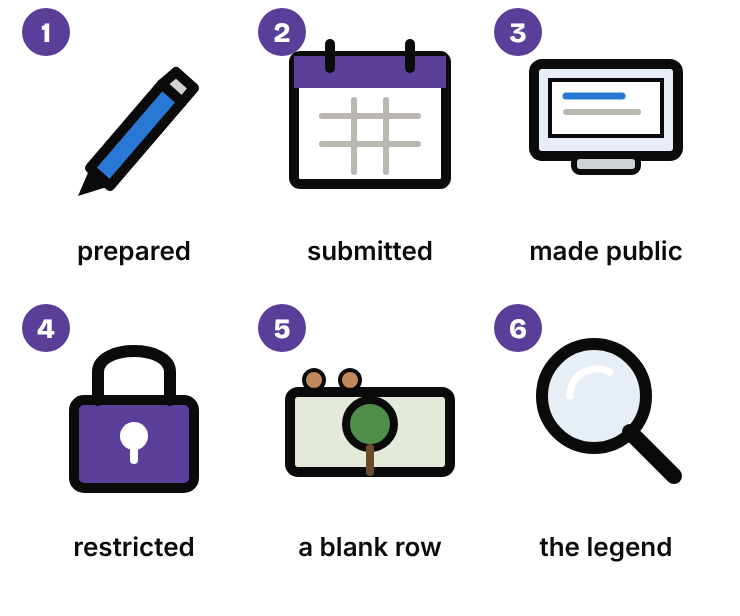 1
2
3
prepared
submitted
made public
4
5
6
restricted
a blank row
the legend